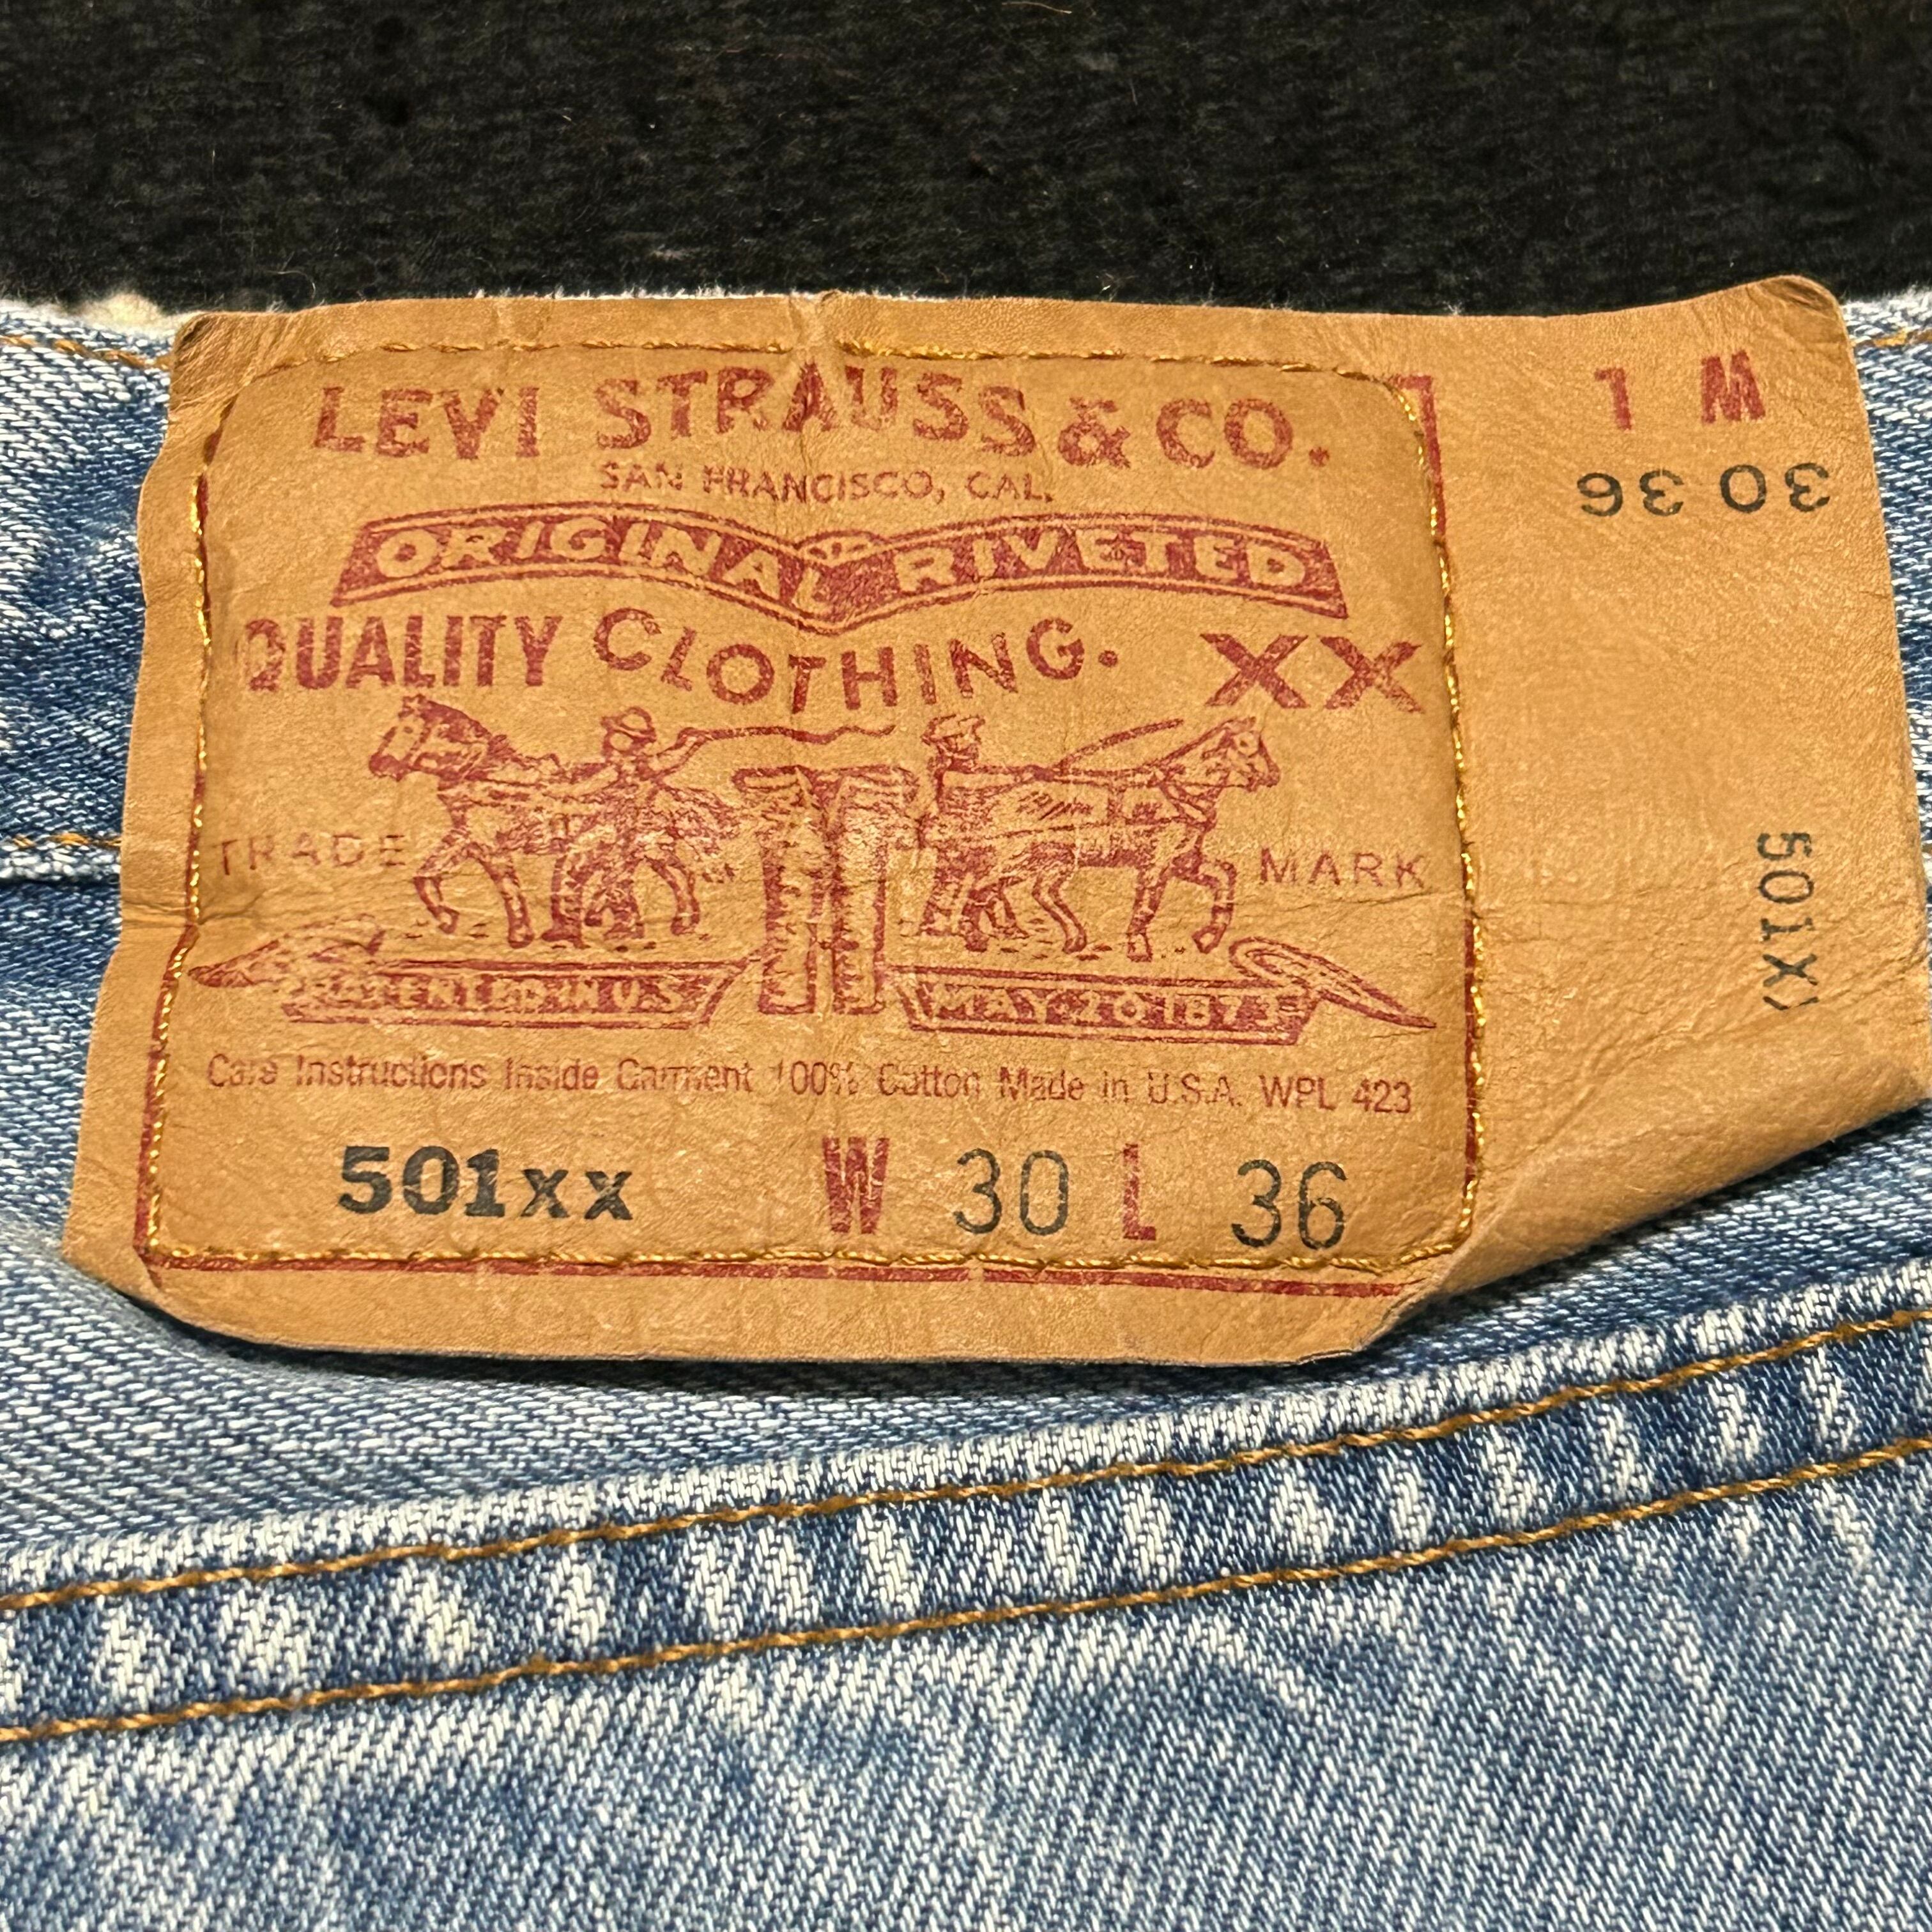 LEVI STRAUSS & CO.
SAN FRANCISCO, CAL.
ORIGINAL RIVETED
QUALITY CLOTHING. XX
TRADE MARK
PATENTED IN U.S. MAY 20 1873
Care Instructions Inside Garment 100% Cotton Made in U.S.A. WPL 423
501xx W 30 L 36
1 M
30 36
501X